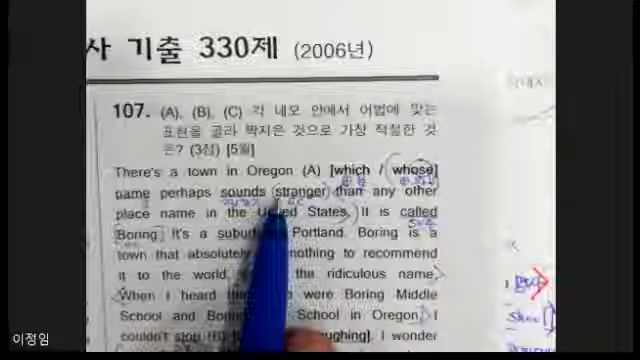 사 기출 330제 (2006년)
107. (A), (B), (C) 각 네모 안에서 어법에 맞는
표현을 골라 짝지은 것으로 가장 적절한 것
은? (3점) [5월]
There's a town in Oregon (A) [which / whose]
name perhaps sounds stranger than any other
place name in the United States. It is called
Boring. It's a suburb Portland. Boring is a
town that absolutely nothing to recommend
it to the world, the ridiculous name.
When I heard were Boring Middle
School and Boring School in Oregon, I
couldn't stop (B) ughing]. I wonder
이정임